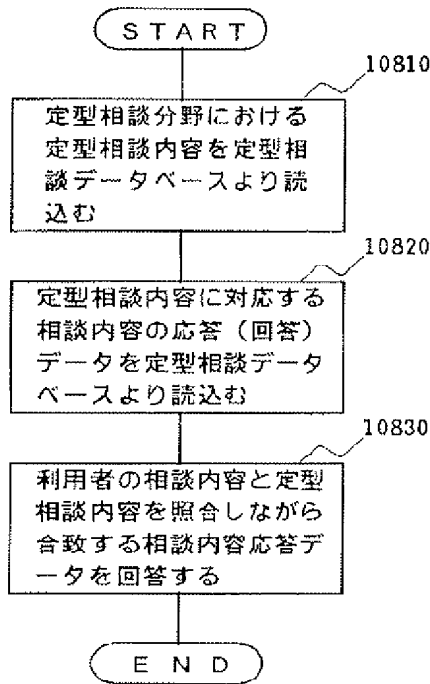 START
10810
定型相談分野における
定型相談内容を定型相
談データベースより読
込む
10820
定型相談内容に対応する
相談内容の応答（回答）
データを定型相談データ
ベースより読込む
10830
利用者の相談内容と定型
相談内容を照合しながら
合致する相談内容応答デ
ータを回答する
END